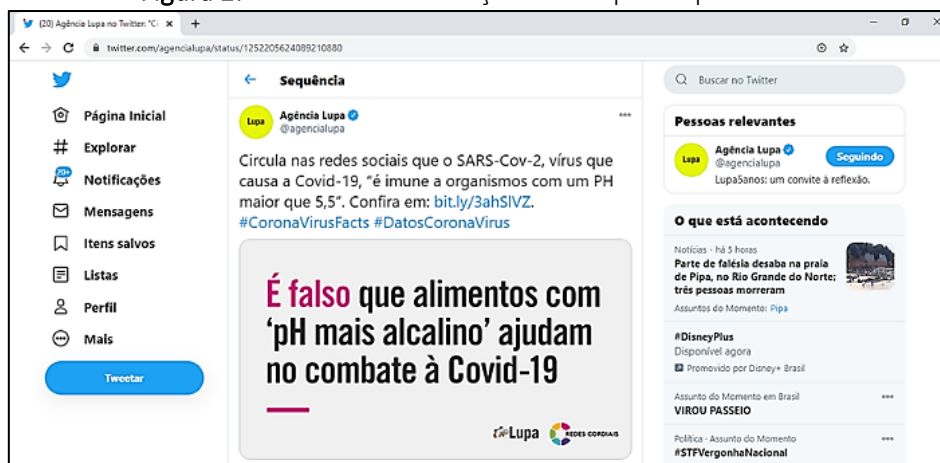 (20) Agência Lupa no Twitter: "Ci
twitter.com/agencialupa/status/1252205624089210880
Página Inicial
Explorar
20+
Notificações
Mensagens
Itens salvos
Listas
Perfil
Mais
Tweetar
Sequência
Lupa
Agência Lupa
@agencialupa
Circula nas redes sociais que o SARS-Cov-2, vírus que
causa a Covid-19, "é imune a organismos com um PH
maior que 5,5". Confira em: bit.ly/3ahSlVZ.
#CoronaVirusFacts #DatosCoronaVirus
É falso que alimentos com
'pH mais alcalino' ajudam
no combate à Covid-19
Lupa REDES CORDIAIS
Buscar no Twitter
Pessoas relevantes
Lupa
Agência Lupa
@agencialupa
Seguindo
Lupa5anos: um convite à reflexão.
O que está acontecendo
Notícias · há 5 horas
Parte de falésia desaba na praia
de Pipa, no Rio Grande do Norte;
três pessoas morreram
Assuntos do Momento: Pipa
#DisneyPlus
Disponível agora
Promovido por Disney+ Brasil
Assunto do Momento em Brasil
VIROU PASSEIO
Política · Assunto do Momento
#STFVergonhaNacional